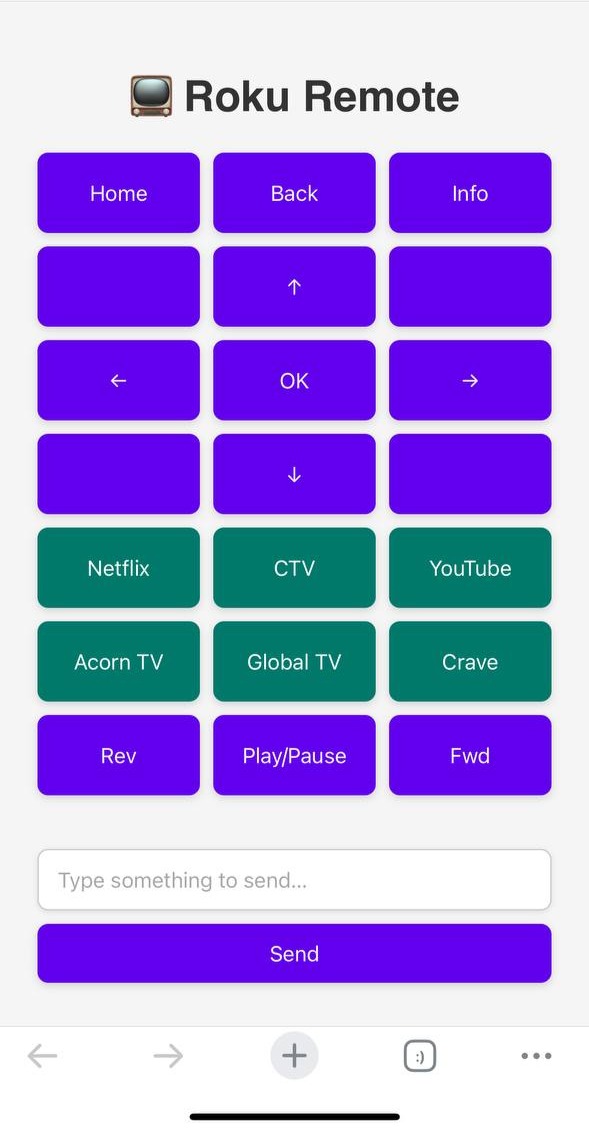 📺 Roku Remote
Home Back Info
↑
← OK →
↓
Netflix CTV YouTube
Acorn TV Global TV Crave
Rev Play/Pause Fwd
Type something to send...
Send
:)